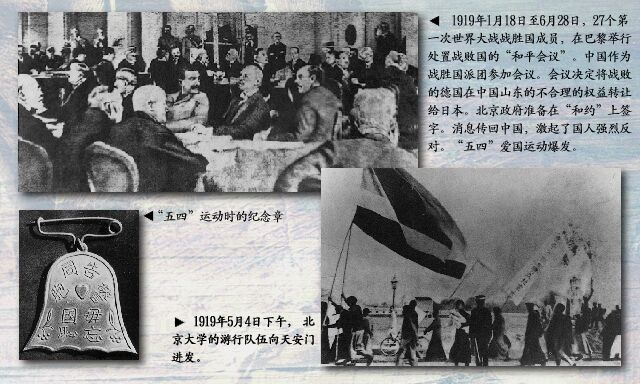 ◀ 1919年1月18日至6月28日，27个第
一次世界大战战胜国成员，在巴黎举行
处置战败国的“和平会议”。中国作为
战胜国派团参加会议。会议决定将战败
的德国在中国山东的不合理的权益转让
给日本。北京政府准备在“和约”上签
字。消息传回中国，激起了国人强烈反
对。“五四”爱国运动爆发。
◀“五四”运动时的纪念章
同告
國毋
恥忘
▶ 1919年5月4日下午，北
京大学的游行队伍向天安门
进发。